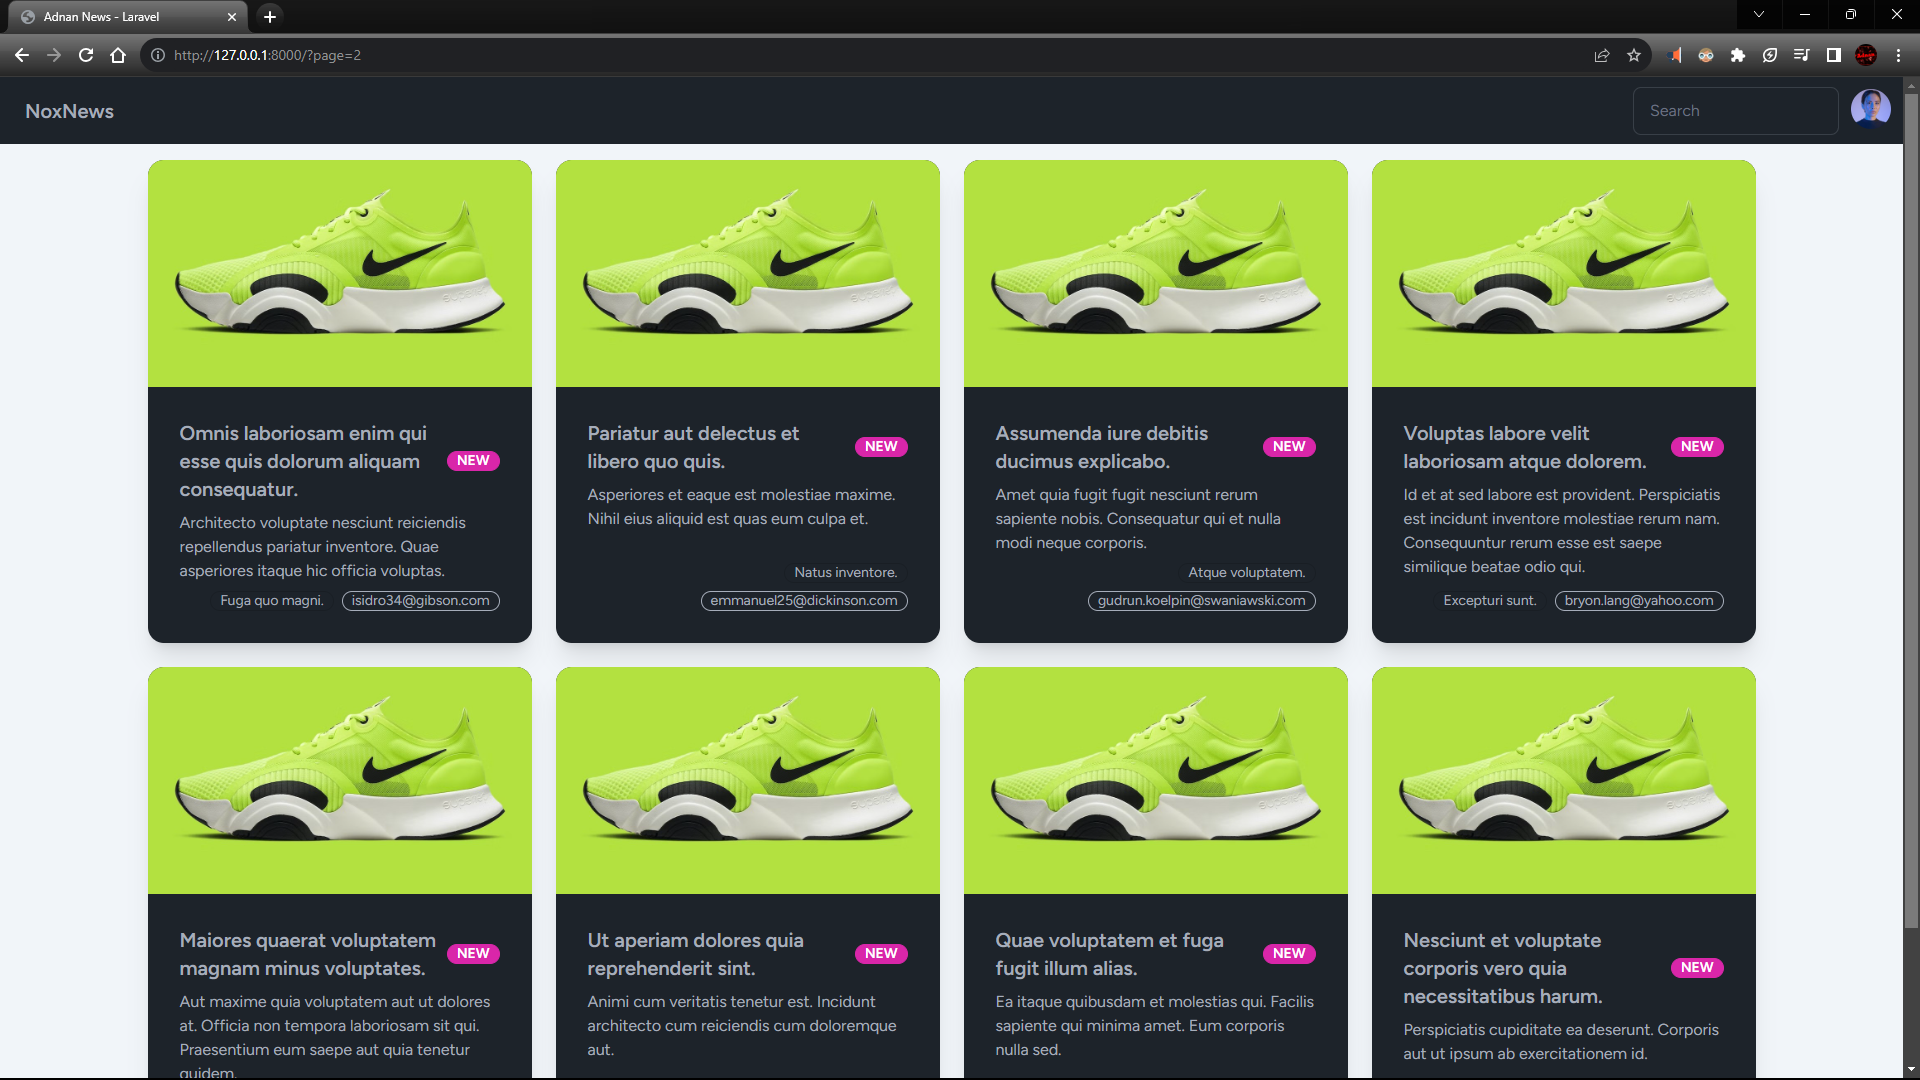 Adnan News - Laravel
http://127.0.0.1:8000/?page=2
NoxNews
Search
Omnis laboriosam enim qui
esse quis dolorum aliquam
consequatur.
NEW
Architecto voluptate nesciunt reiciendis
repellendus pariatur inventore. Quae
asperiores itaque hic officia voluptas.
Fuga quo magni.
isidro34@gibson.com
Pariatur aut delectus et
libero quo quis.
NEW
Asperiores et eaque est molestiae maxime.
Nihil eius aliquid est quas eum culpa et.
Natus inventore.
emmanuel25@dickinson.com
Assumenda iure debitis
ducimus explicabo.
NEW
Amet quia fugit fugit nesciunt rerum
sapiente nobis. Consequatur qui et nulla
modi neque corporis.
Atque voluptatem.
gudrun.koelpin@swaniawski.com
Voluptas labore velit
laboriosam atque dolorem.
NEW
Id et at sed labore est provident. Perspiciatis
est incidunt inventore molestiae rerum nam.
Consequuntur rerum esse est saepe
similique beatae odio qui.
Excepturi sunt.
bryon.lang@yahoo.com
Maiores quaerat voluptatem
magnam minus voluptates.
NEW
Aut maxime quia voluptatem aut ut dolores
at. Officia non tempora laboriosam sit qui.
Praesentium eum saepe aut quia tenetur
quidem.
Ut aperiam dolores quia
reprehenderit sint.
NEW
Animi cum veritatis tenetur est. Incidunt
architecto cum reiciendis cum doloremque
aut.
Quae voluptatem et fuga
fugit illum alias.
NEW
Ea itaque quibusdam et molestias qui. Facilis
sapiente qui minima amet. Eum corporis
nulla sed.
Nesciunt et voluptate
corporis vero quia
necessitatibus harum.
NEW
Perspiciatis cupiditate ea deserunt. Corporis
aut ut ipsum ab exercitationem id.